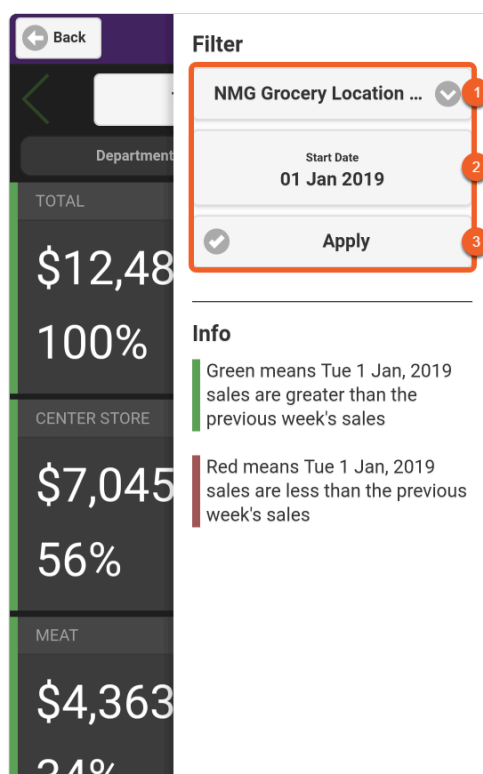 Back
Department
TOTAL
$12,48
100%
CENTER STORE
$7,045
56%
MEAT
$4,363
34%
Filter
NMG Grocery Location ...
1
Start Date
01 Jan 2019
2
Apply
3
Info
Green means Tue 1 Jan, 2019
sales are greater than the
previous week's sales
Red means Tue 1 Jan, 2019
sales are less than the previous
week's sales